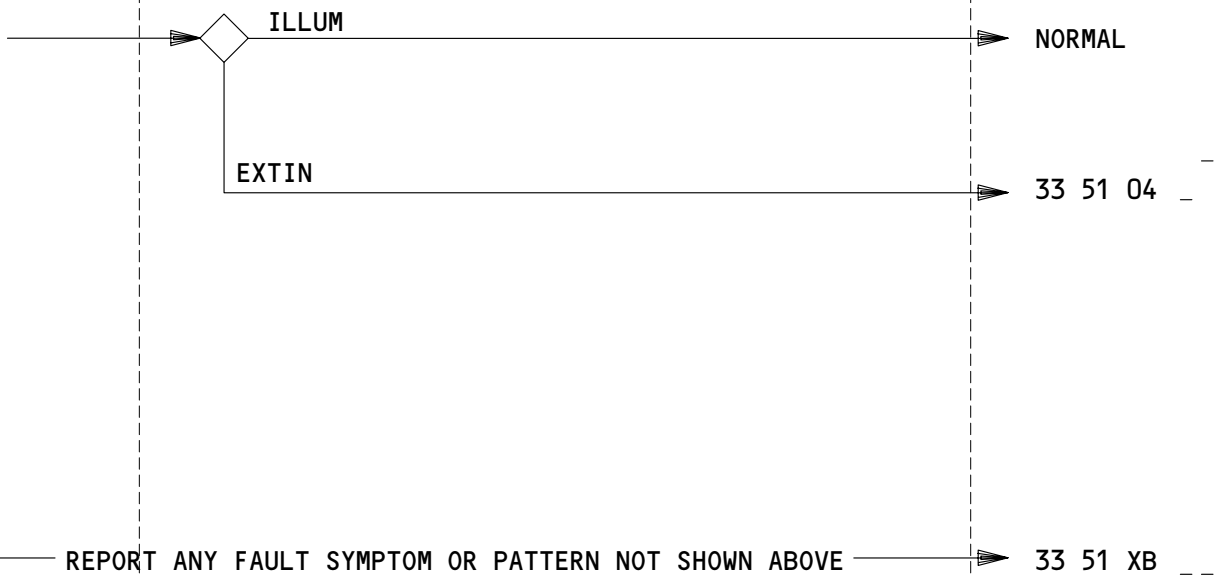 ILLUM
NORMAL
EXTIN
33 51 04 _
REPORT ANY FAULT SYMPTOM OR PATTERN NOT SHOWN ABOVE
33 51 XB _ _